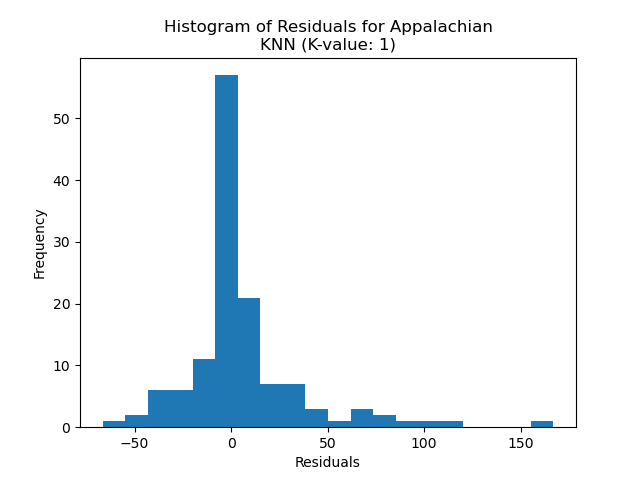 Histogram of Residuals for Appalachian
KNN (K-value: 1)
Frequency
50
40
30
20
10
0
−50
0
50
100
150
Residuals